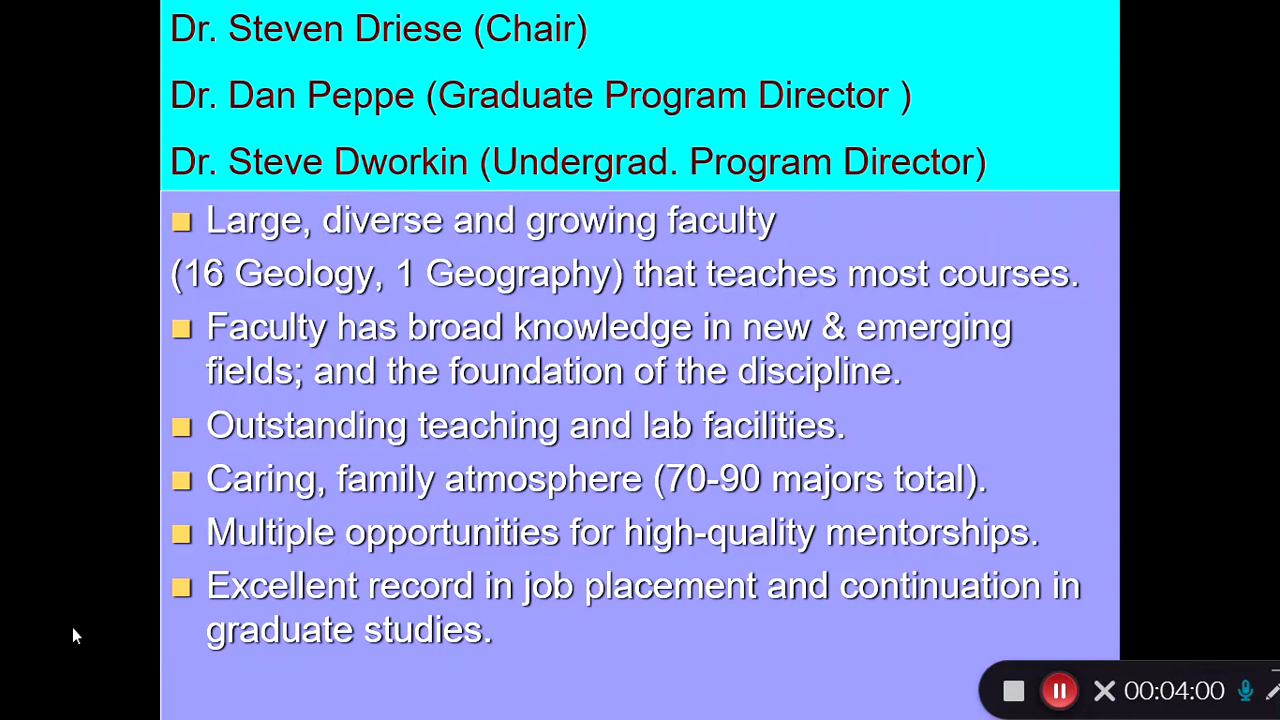 Dr. Steven Driese (Chair)
Dr. Dan Peppe (Graduate Program Director )
Dr. Steve Dworkin (Undergrad. Program Director)
Large, diverse and growing faculty
(16 Geology, 1 Geography) that teaches most courses.
Faculty has broad knowledge in new & emerging
fields; and the foundation of the discipline.
Outstanding teaching and lab facilities.
Caring, family atmosphere (70-90 majors total).
Multiple opportunities for high-quality mentorships.
Excellent record in job placement and continuation in
graduate studies.
00:04:00